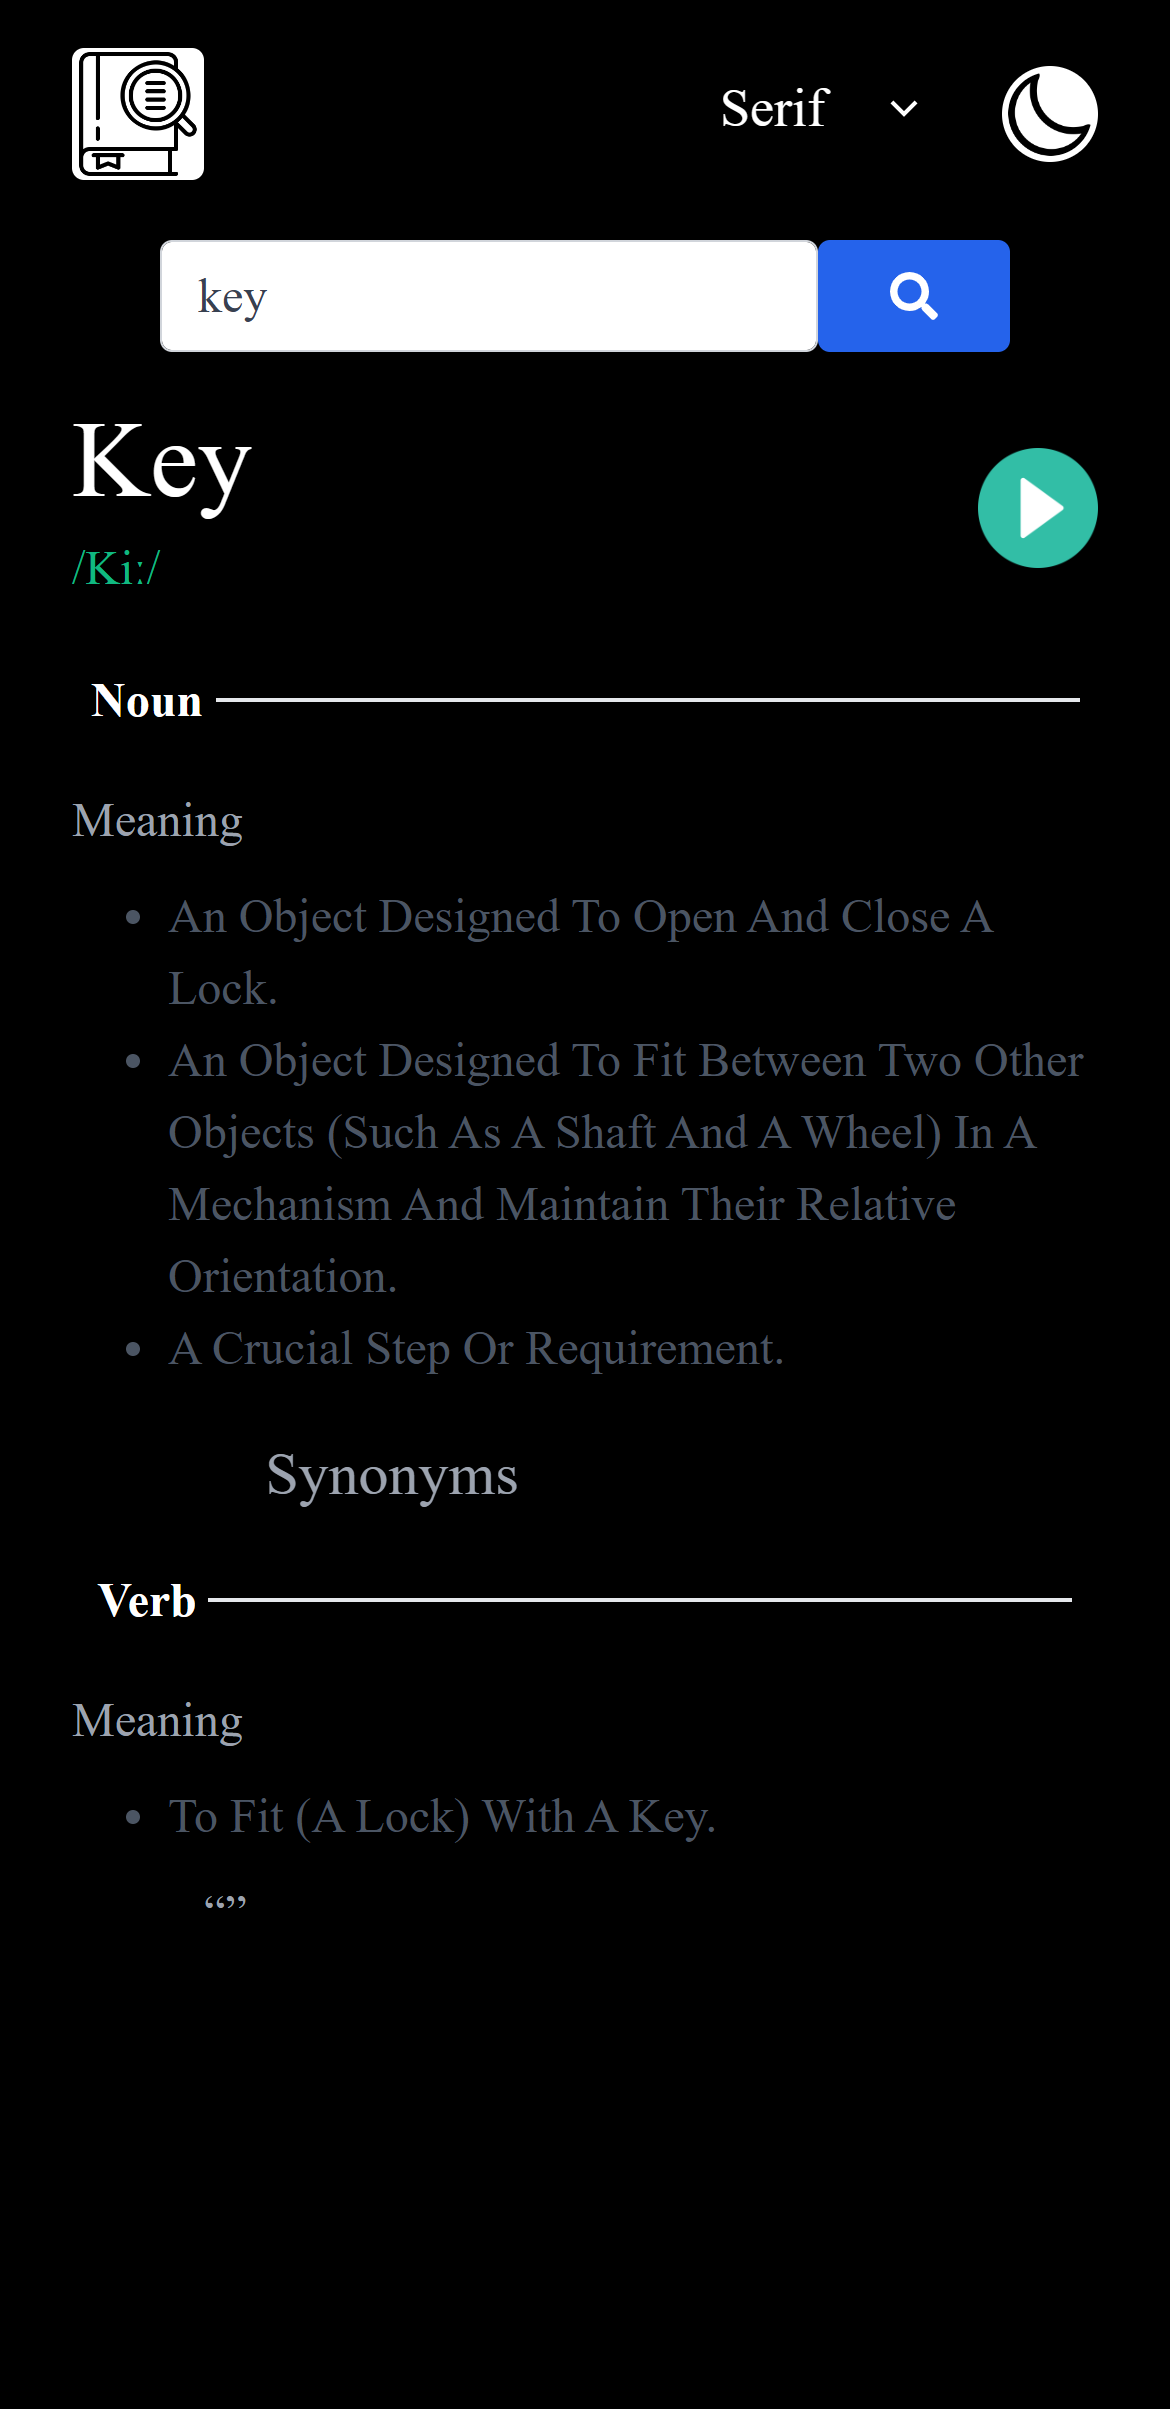 Serif
key
Key
/Kiː/
Noun
Meaning
• An Object Designed To Open And Close A
Lock.
• An Object Designed To Fit Between Two Other
Objects (Such As A Shaft And A Wheel) In A
Mechanism And Maintain Their Relative
Orientation.
• A Crucial Step Or Requirement.
Synonyms
Verb
Meaning
• To Fit (A Lock) With A Key.
“”